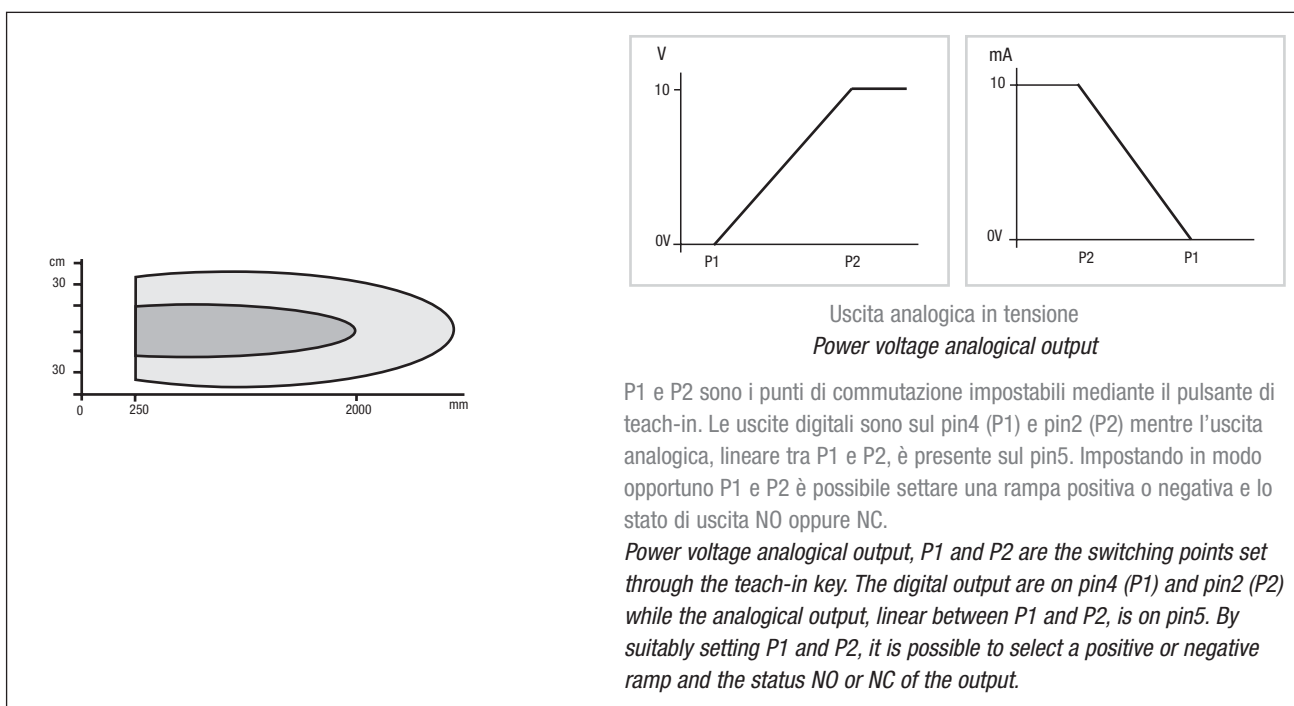 cm
30
30
0
250
2000
mm
V
10
0V
P1
P2
mA
10
0V
P2
P1
Uscita analogica in tensione
Power voltage analogical output
P1 e P2 sono i punti di commutazione impostabili mediante il pulsante di
teach-in. Le uscite digitali sono sul pin4 (P1) e pin2 (P2) mentre l’uscita
analogica, lineare tra P1 e P2, è presente sul pin5. Impostando in modo
opportuno P1 e P2 è possibile settare una rampa positiva o negativa e lo
stato di uscita NO oppure NC.
Power voltage analogical output, P1 and P2 are the switching points set
through the teach-in key. The digital output are on pin4 (P1) and pin2 (P2)
while the analogical output, linear between P1 and P2, is on pin5. By
suitably setting P1 and P2, it is possible to select a positive or negative
ramp and the status NO or NC of the output.